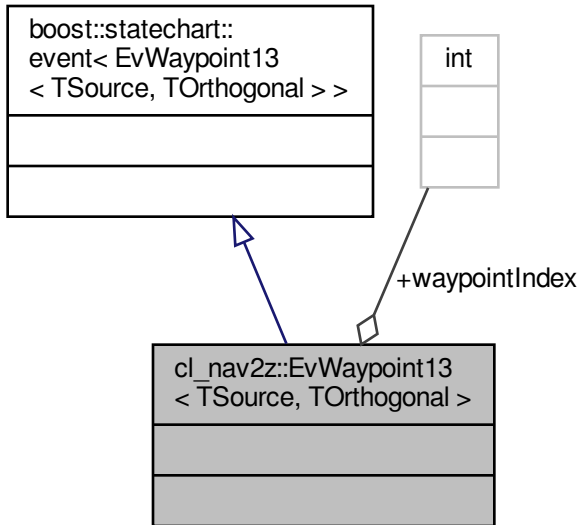 boost::statechart::
event< EvWaypoint13
< TSource, TOrthogonal > >
int
+waypointIndex
cl_nav2z::EvWaypoint13
< TSource, TOrthogonal >